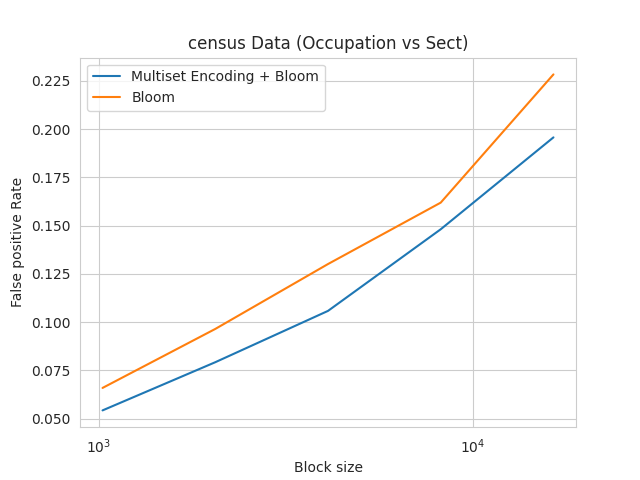 census Data (Occupation vs Sect)
Multiset Encoding + Bloom
Bloom
False positive Rate
0.225
0.200
0.175
0.150
0.125
0.100
0.075
0.050
10³
10⁴
Block size